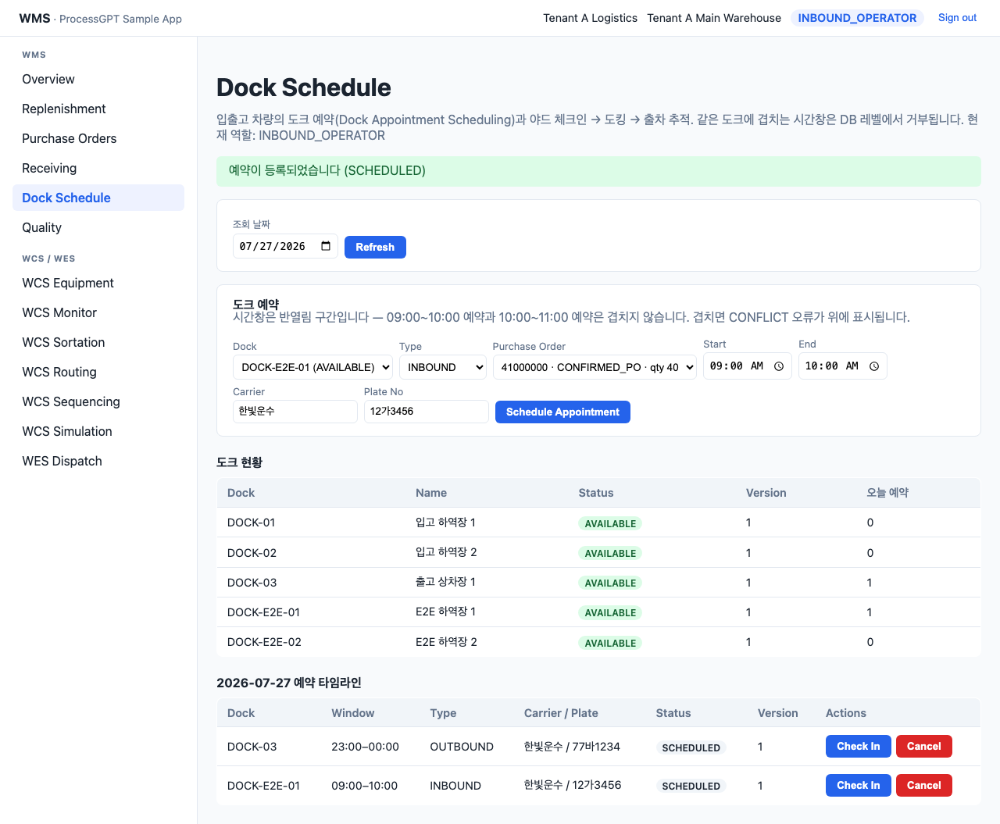 WMS · ProcessGPT Sample App
Tenant A Logistics Tenant A Main Warehouse INBOUND_OPERATOR Sign out
WMS
Overview
Replenishment
Purchase Orders
Receiving
Dock Schedule
Quality
WCS / WES
WCS Equipment
WCS Monitor
WCS Sortation
WCS Routing
WCS Sequencing
WCS Simulation
WES Dispatch
Dock Schedule
입출고 차량의 도크 예약(Dock Appointment Scheduling)과 야드 체크인 → 도킹 → 출차 추적. 같은 도크에 겹치는 시간창은 DB 레벨에서 거부됩니다. 현
재 역할: INBOUND_OPERATOR
예약이 등록되었습니다 (SCHEDULED)
조회 날짜
07/27/2026 Refresh
도크 예약
시간창은 반열림 구간입니다 — 09:00~10:00 예약과 10:00~11:00 예약은 겹치지 않습니다. 겹치면 CONFLICT 오류가 위에 표시됩니다.
Dock Type Purchase Order Start End
DOCK-E2E-01 (AVAILABLE) INBOUND 41000000 · CONFIRMED_PO · qty 40 09:00 AM 10:00 AM
Carrier Plate No
한빛운수 12가3456 Schedule Appointment
도크 현황
Dock Name Status Version 오늘 예약
DOCK-01 입고 하역장 1 AVAILABLE 1 0
DOCK-02 입고 하역장 2 AVAILABLE 1 0
DOCK-03 출고 상차장 1 AVAILABLE 1 1
DOCK-E2E-01 E2E 하역장 1 AVAILABLE 1 1
DOCK-E2E-02 E2E 하역장 2 AVAILABLE 1 0
2026-07-27 예약 타임라인
Dock Window Type Carrier / Plate Status Version Actions
DOCK-03 23:00–00:00 OUTBOUND 한빛운수 / 77바1234 SCHEDULED 1 Check In Cancel
DOCK-E2E-01 09:00–10:00 INBOUND 한빛운수 / 12가3456 SCHEDULED 1 Check In Cancel